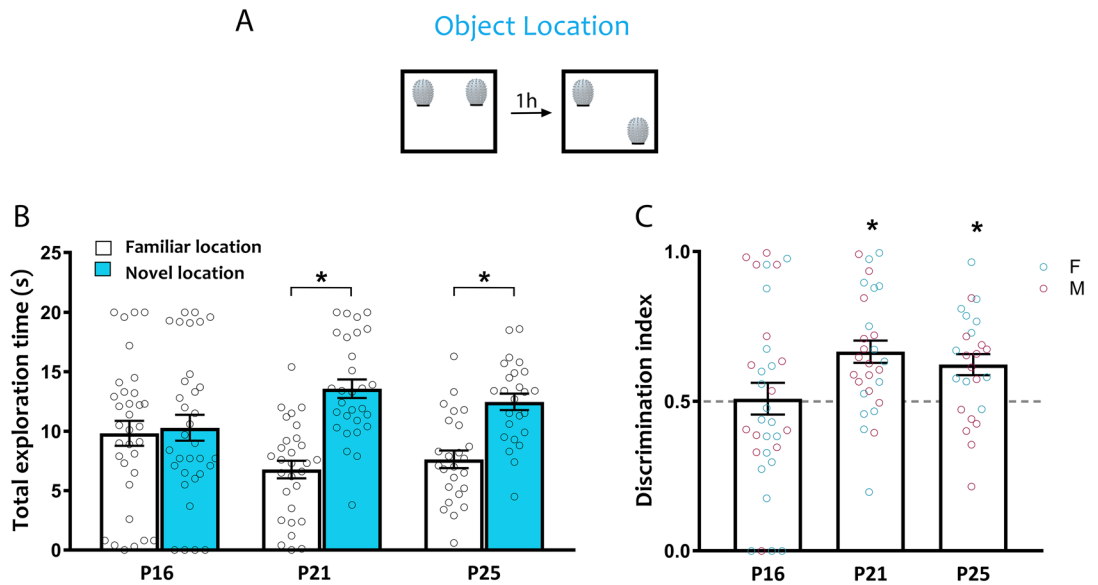 A
Object Location
1h
B
Familiar location
Novel location
Total exploration time (s)
25
20
15
10
5
0
*
*
P16
P21
P25
C
F
M
Discrimination index
1.0
0.5
0.0
*
*
P16
P21
P25